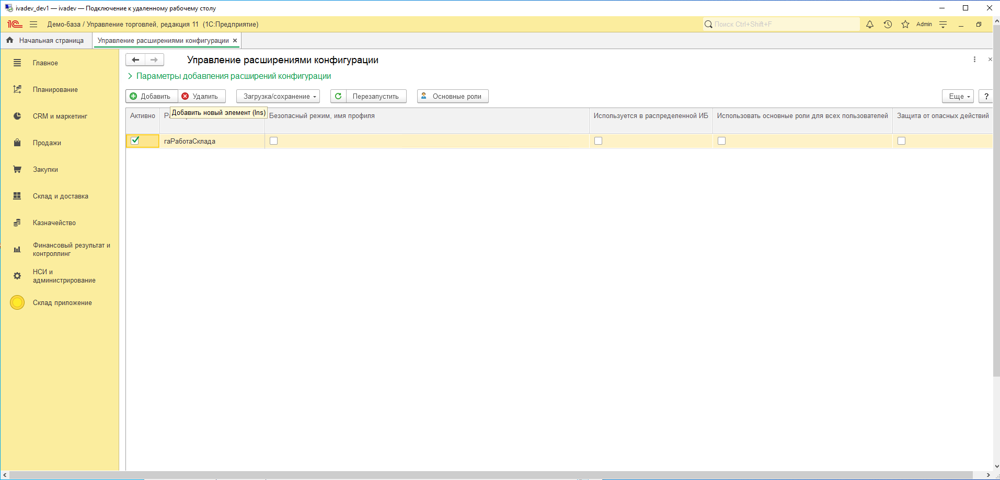 ivadev_dev1 — ivadev — Подключение к удаленному рабочему столу
1С
Демо-база / Управление торговлей, редакция 11 (1С:Предприятие)
Поиск Ctrl+Shift+F
Admin
Начальная страница
Управление расширениями конфигурации
Главное
Планирование
CRM и маркетинг
Продажи
Закупки
Склад и доставка
Казначейство
Финансовый результат и
контроллинг
НСИ и
администрирование
Склад приложение
Управление расширениями конфигурации
Параметры добавления расширений конфигурации
Добавить Удалить Загрузка/сохранение Перезапустить Основные роли Еще ?
Добавить новый элемент (Ins)
Активно Безопасный режим, имя профиля Используется в распределенной ИБ Использовать основные роли для всех пользователей Защита от опасных действий
гаРаботаСклада